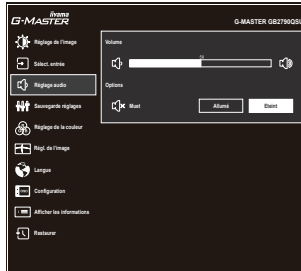 iiyama
G-MASTER
G-MASTER GB2790QSU
Réglage de l'image
Sélect. entrée
Réglage audio
Sauvegarde réglages
Réglage de la couleur
Régl. de l'image
Langue
Configuration
Afficher les informations
Restaurer
Volume
Options
Muet
Allumé
Eteint